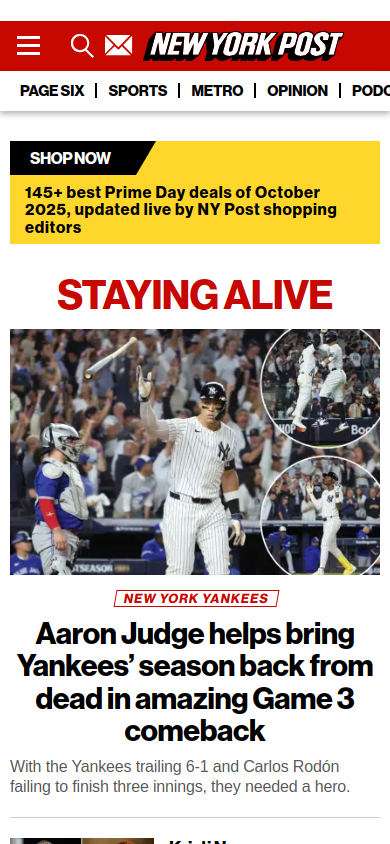 NEW YORK POST
PAGE SIX
SPORTS
METRO
OPINION
SHOP NOW
145+ best Prime Day deals of October
2025, updated live by NY Post shopping
editors
STAYING ALIVE
NEW YORK YANKEES
Aaron Judge helps bring
Yankees’ season back from
dead in amazing Game 3
comeback
With the Yankees trailing 6-1 and Carlos Rodón
failing to finish three innings, they needed a hero.